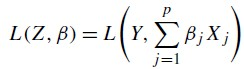 L(Z, β) = L(Y, ∑_{j=1}^{p} β_j X_j)